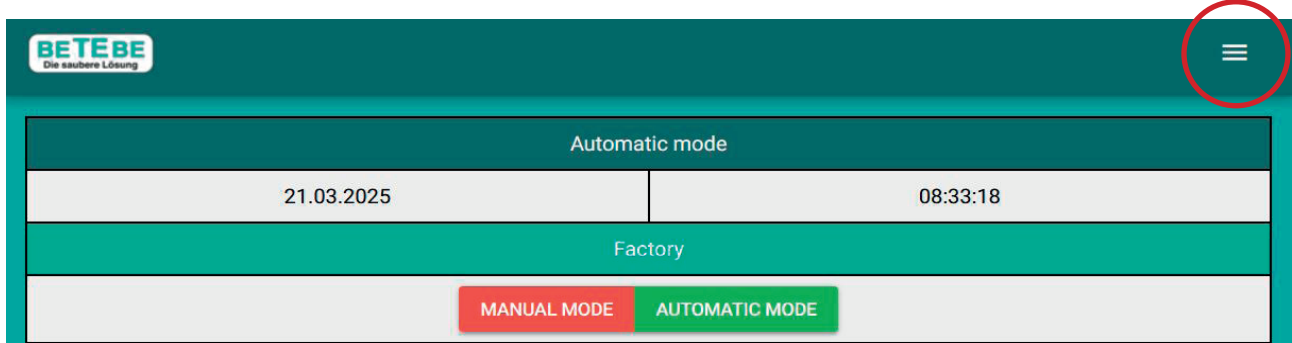 BETEBE
Die saubere Lösung
Automatic mode
21.03.2025 08:33:18
Factory
MANUAL MODE AUTOMATIC MODE